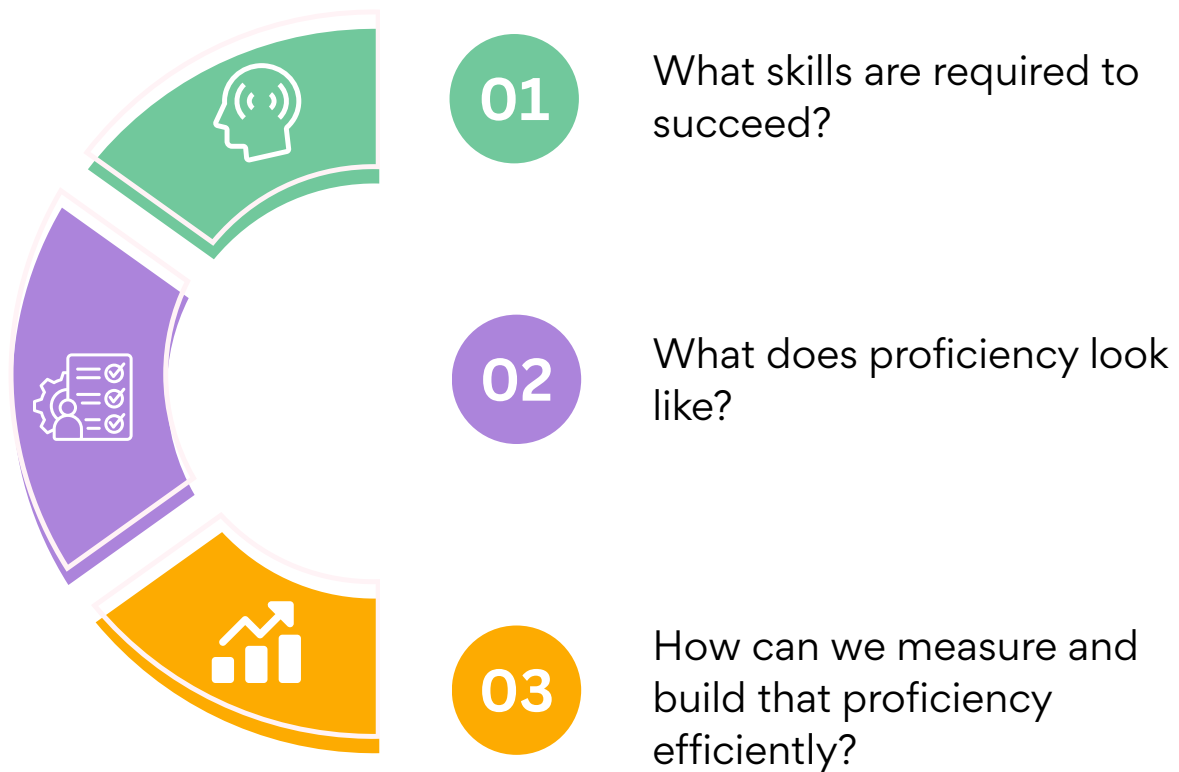 01
What skills are required to
succeed?
02
What does proficiency look
like?
03
How can we measure and
build that proficiency
efficiently?